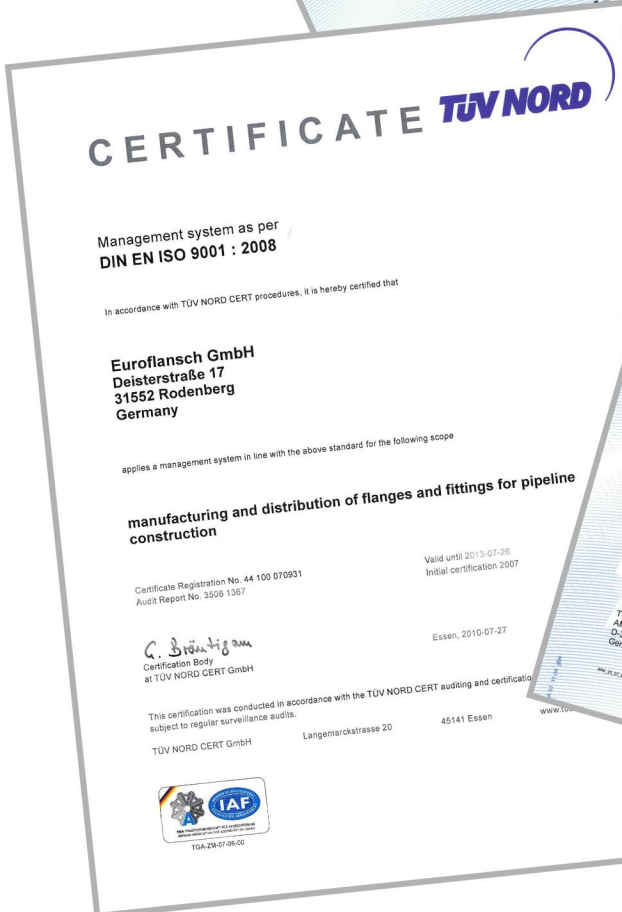 CERTIFICATE
TÜV NORD
Management system as per
DIN EN ISO 9001 : 2008
In accordance with TÜV NORD CERT procedures, it is hereby certified that
Euroflansch GmbH
Deisterstraße 17
31552 Rodenberg
Germany
applies a management system in line with the above standard for the following scope
manufacturing and distribution of flanges and fittings for pipeline
construction
Certificate Registration No. 44 100 070931
Audit Report No. 3506 1367
Valid until 2013-07-26
Initial certification 2007
G. Bräutigam
Certification Body
at TÜV NORD CERT GmbH
Essen, 2010-07-27
This certification was conducted in accordance with the TÜV NORD CERT auditing and certificatio
subject to regular surveillance audits.
TÜV NORD CERT GmbH
Langemarckstrasse 20
45141 Essen
www.tü
IAF
TGA-ZM-07-06-00